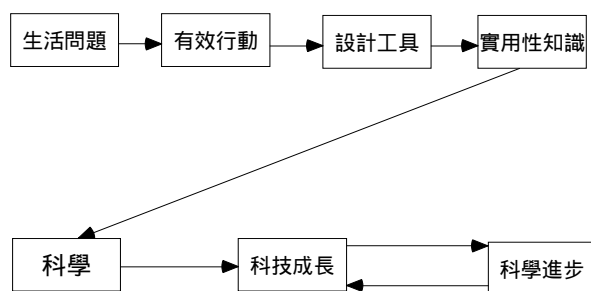 生活問題
有效行動
設計工具
實用性知識
科學
科技成長
科學進步